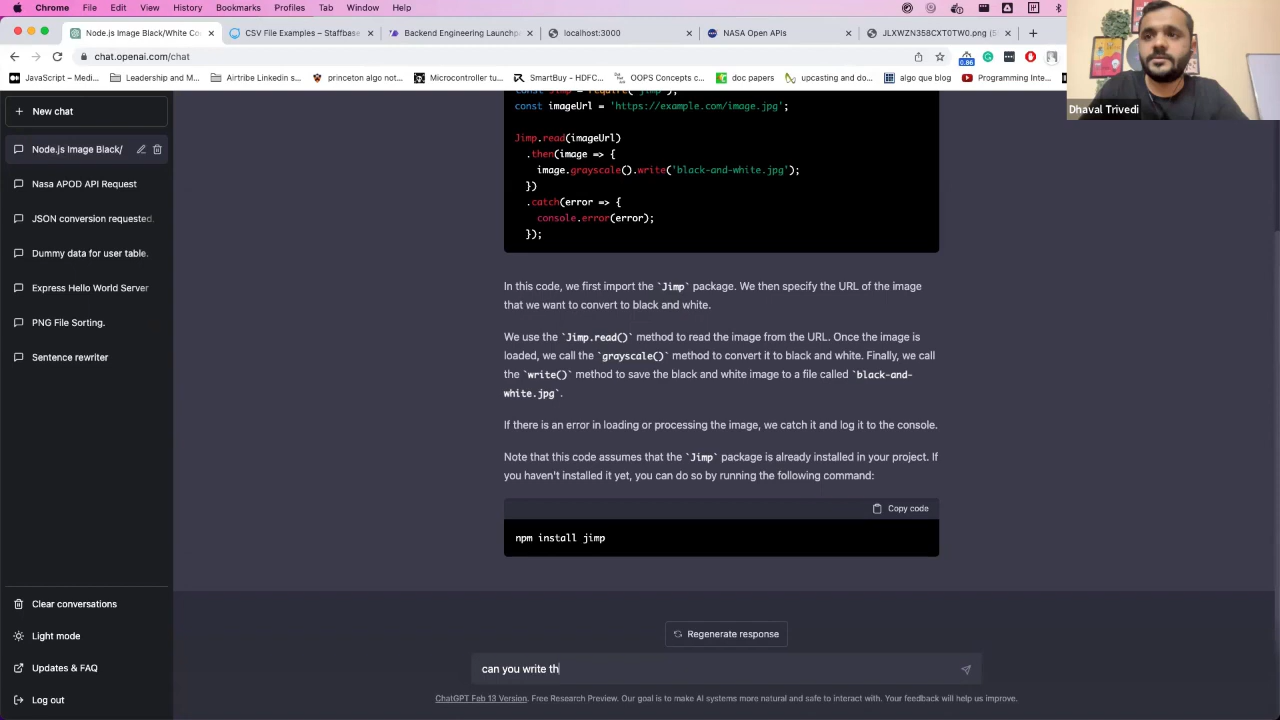 Chrome File Edit View History Bookmarks Profiles Tab Window Help
Node.js Image Black/White Co
CSV File Examples
Backend Engineering Launchpa
localhost:3000
NASA Open APIs
JLXWZN358CXT0TW0.png (5
chat.openai.com/chat
0.86
JavaScript – Medi...
Leadership and M...
Airtribe Linkedin s...
princeton algo not...
Microcontroller tu...
SmartBuy - HDFC...
OOPS Concepts c...
doc papers
upcasting and do...
algo que blog
Programming Inte...
Dhaval Trivedi
New chat
Node.js Image Black/
Nasa APOD API Request
JSON conversion requested.
Dummy data for user table.
Express Hello World Server
PNG File Sorting.
Sentence rewriter
Clear conversations
Light mode
Updates & FAQ
Log out
const Jimp = require('jimp');
const imageUrl = 'https://example.com/image.jpg';
Jimp.read(imageUrl)
.then(image => {
image.grayscale().write('black-and-white.jpg');
})
.catch(error => {
console.error(error);
});
In this code, we first import the `Jimp` package. We then specify the URL of the image
that we want to convert to black and white.
We use the `Jimp.read()` method to read the image from the URL. Once the image is
loaded, we call the `grayscale()` method to convert it to black and white. Finally, we call
the `write()` method to save the black and white image to a file called `black-and-
white.jpg`.
If there is an error in loading or processing the image, we catch it and log it to the console.
Note that this code assumes that the `Jimp` package is already installed in your project. If
you haven't installed it yet, you can do so by running the following command:
Copy code
npm install jimp
Regenerate response
can you write th
ChatGPT Feb 13 Version. Free Research Preview. Our goal is to make AI systems more natural and safe to interact with. Your feedback will help us improve.